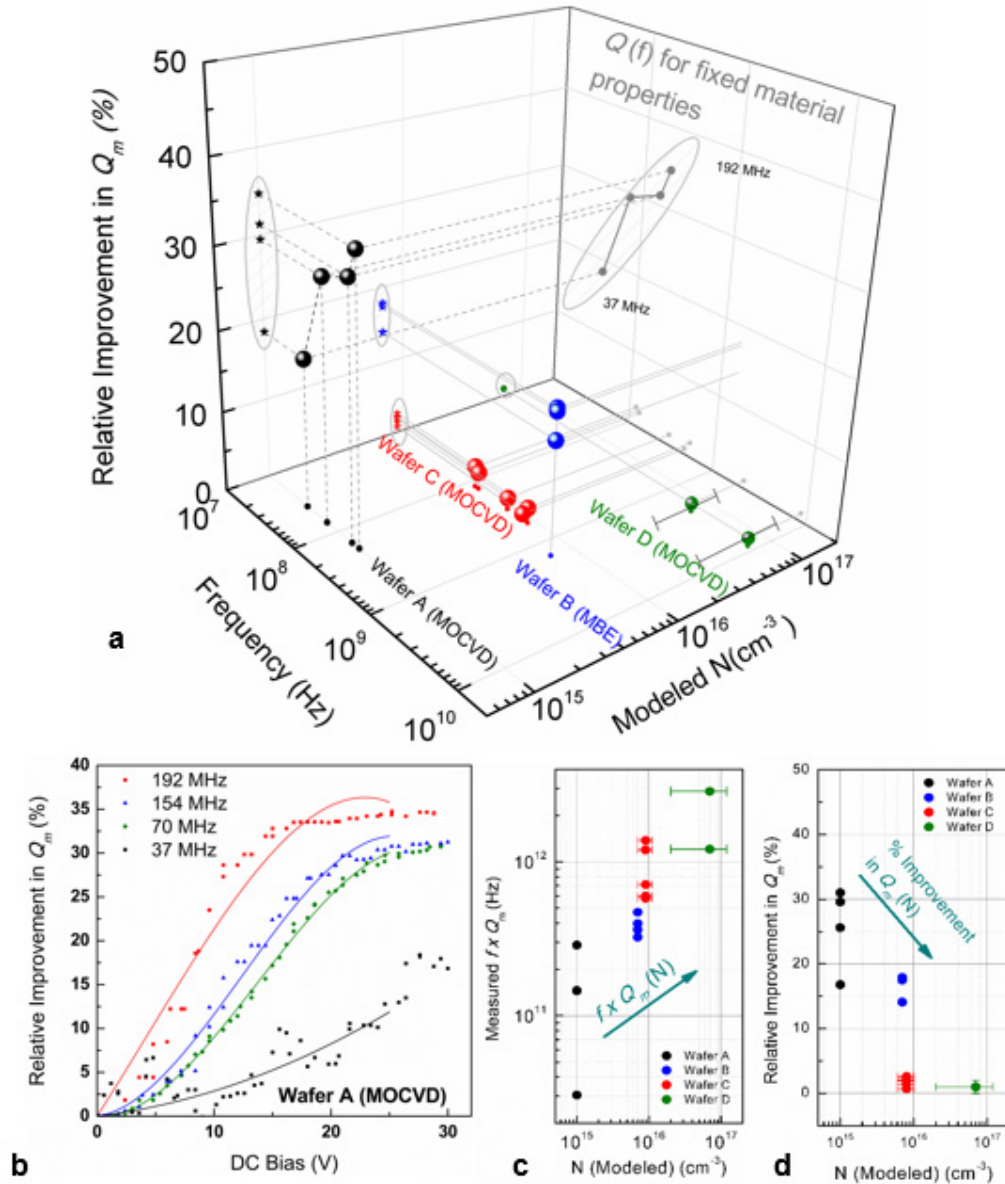 50
40
30
20
10
0
Relative Improvement in Qm (%)
Q (f) for fixed material
properties
192 MHz
37 MHz
Wafer C (MOCVD)
Wafer D (MOCVD)
Wafer B (MBE)
Wafer A (MOCVD)
10^7
10^8
10^9
10^10
Frequency (Hz)
10^15
10^16
10^17
Modeled N(cm^-3)
a
40
35
30
25
20
15
10
5
0
Relative Improvement in Qm (%)
192 MHz
154 MHz
70 MHz
37 MHz
Wafer A (MOCVD)
0 10 20 30
DC Bias (V)
b
Measured f x Qm (Hz)
10^12
10^11
f x Qm (N)
Wafer A
Wafer B
Wafer C
Wafer D
10^15 10^16 10^17
N (Modeled) (cm^-3)
c
50
40
30
20
10
0
Relative Improvement in Qm (%)
Wafer A
Wafer B
Wafer C
Wafer D
% Improvement
in Qm (N)
10^15 10^16 10^17
N (Modeled) (cm^-3)
d